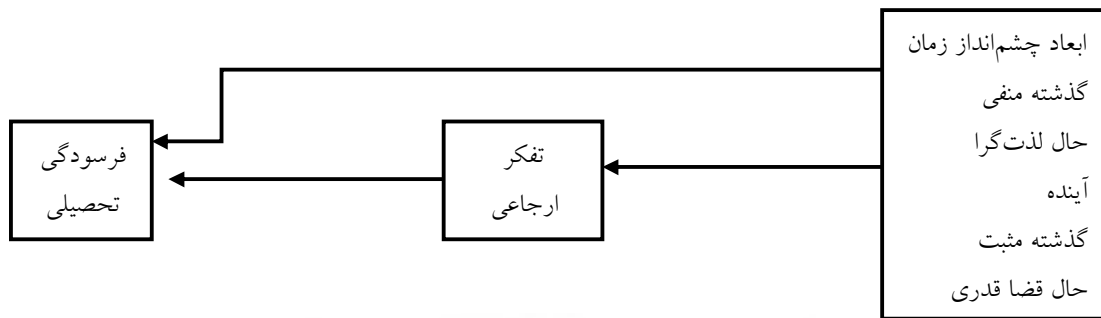 ابعاد چشم‌انداز زمان
گذشته منفی
حال لذت‌گرا
آینده
گذشته مثبت
حال قضا قدری
تفکر
ارجاعی
فرسودگی
تحصیلی